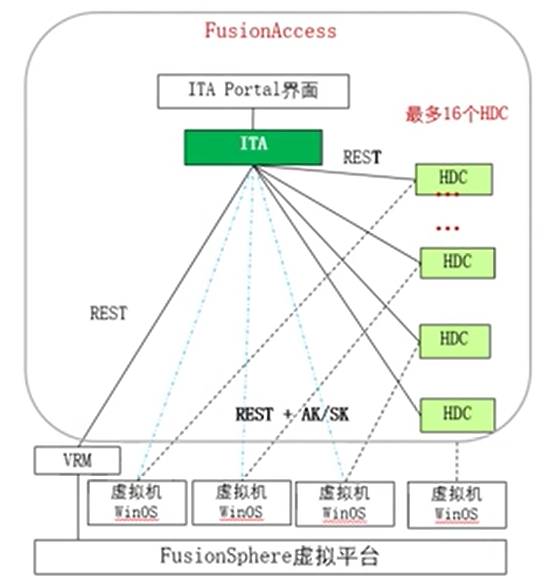 FusionAccess
ITA Portal界面
最多16个HDC
ITA
REST
HDC
...
...
HDC
REST
HDC
REST + AK/SK
HDC
VRM
虚拟机
WinOS
虚拟机
WinOS
虚拟机
WinOS
虚拟机
WinOS
FusionSphere虚拟平台